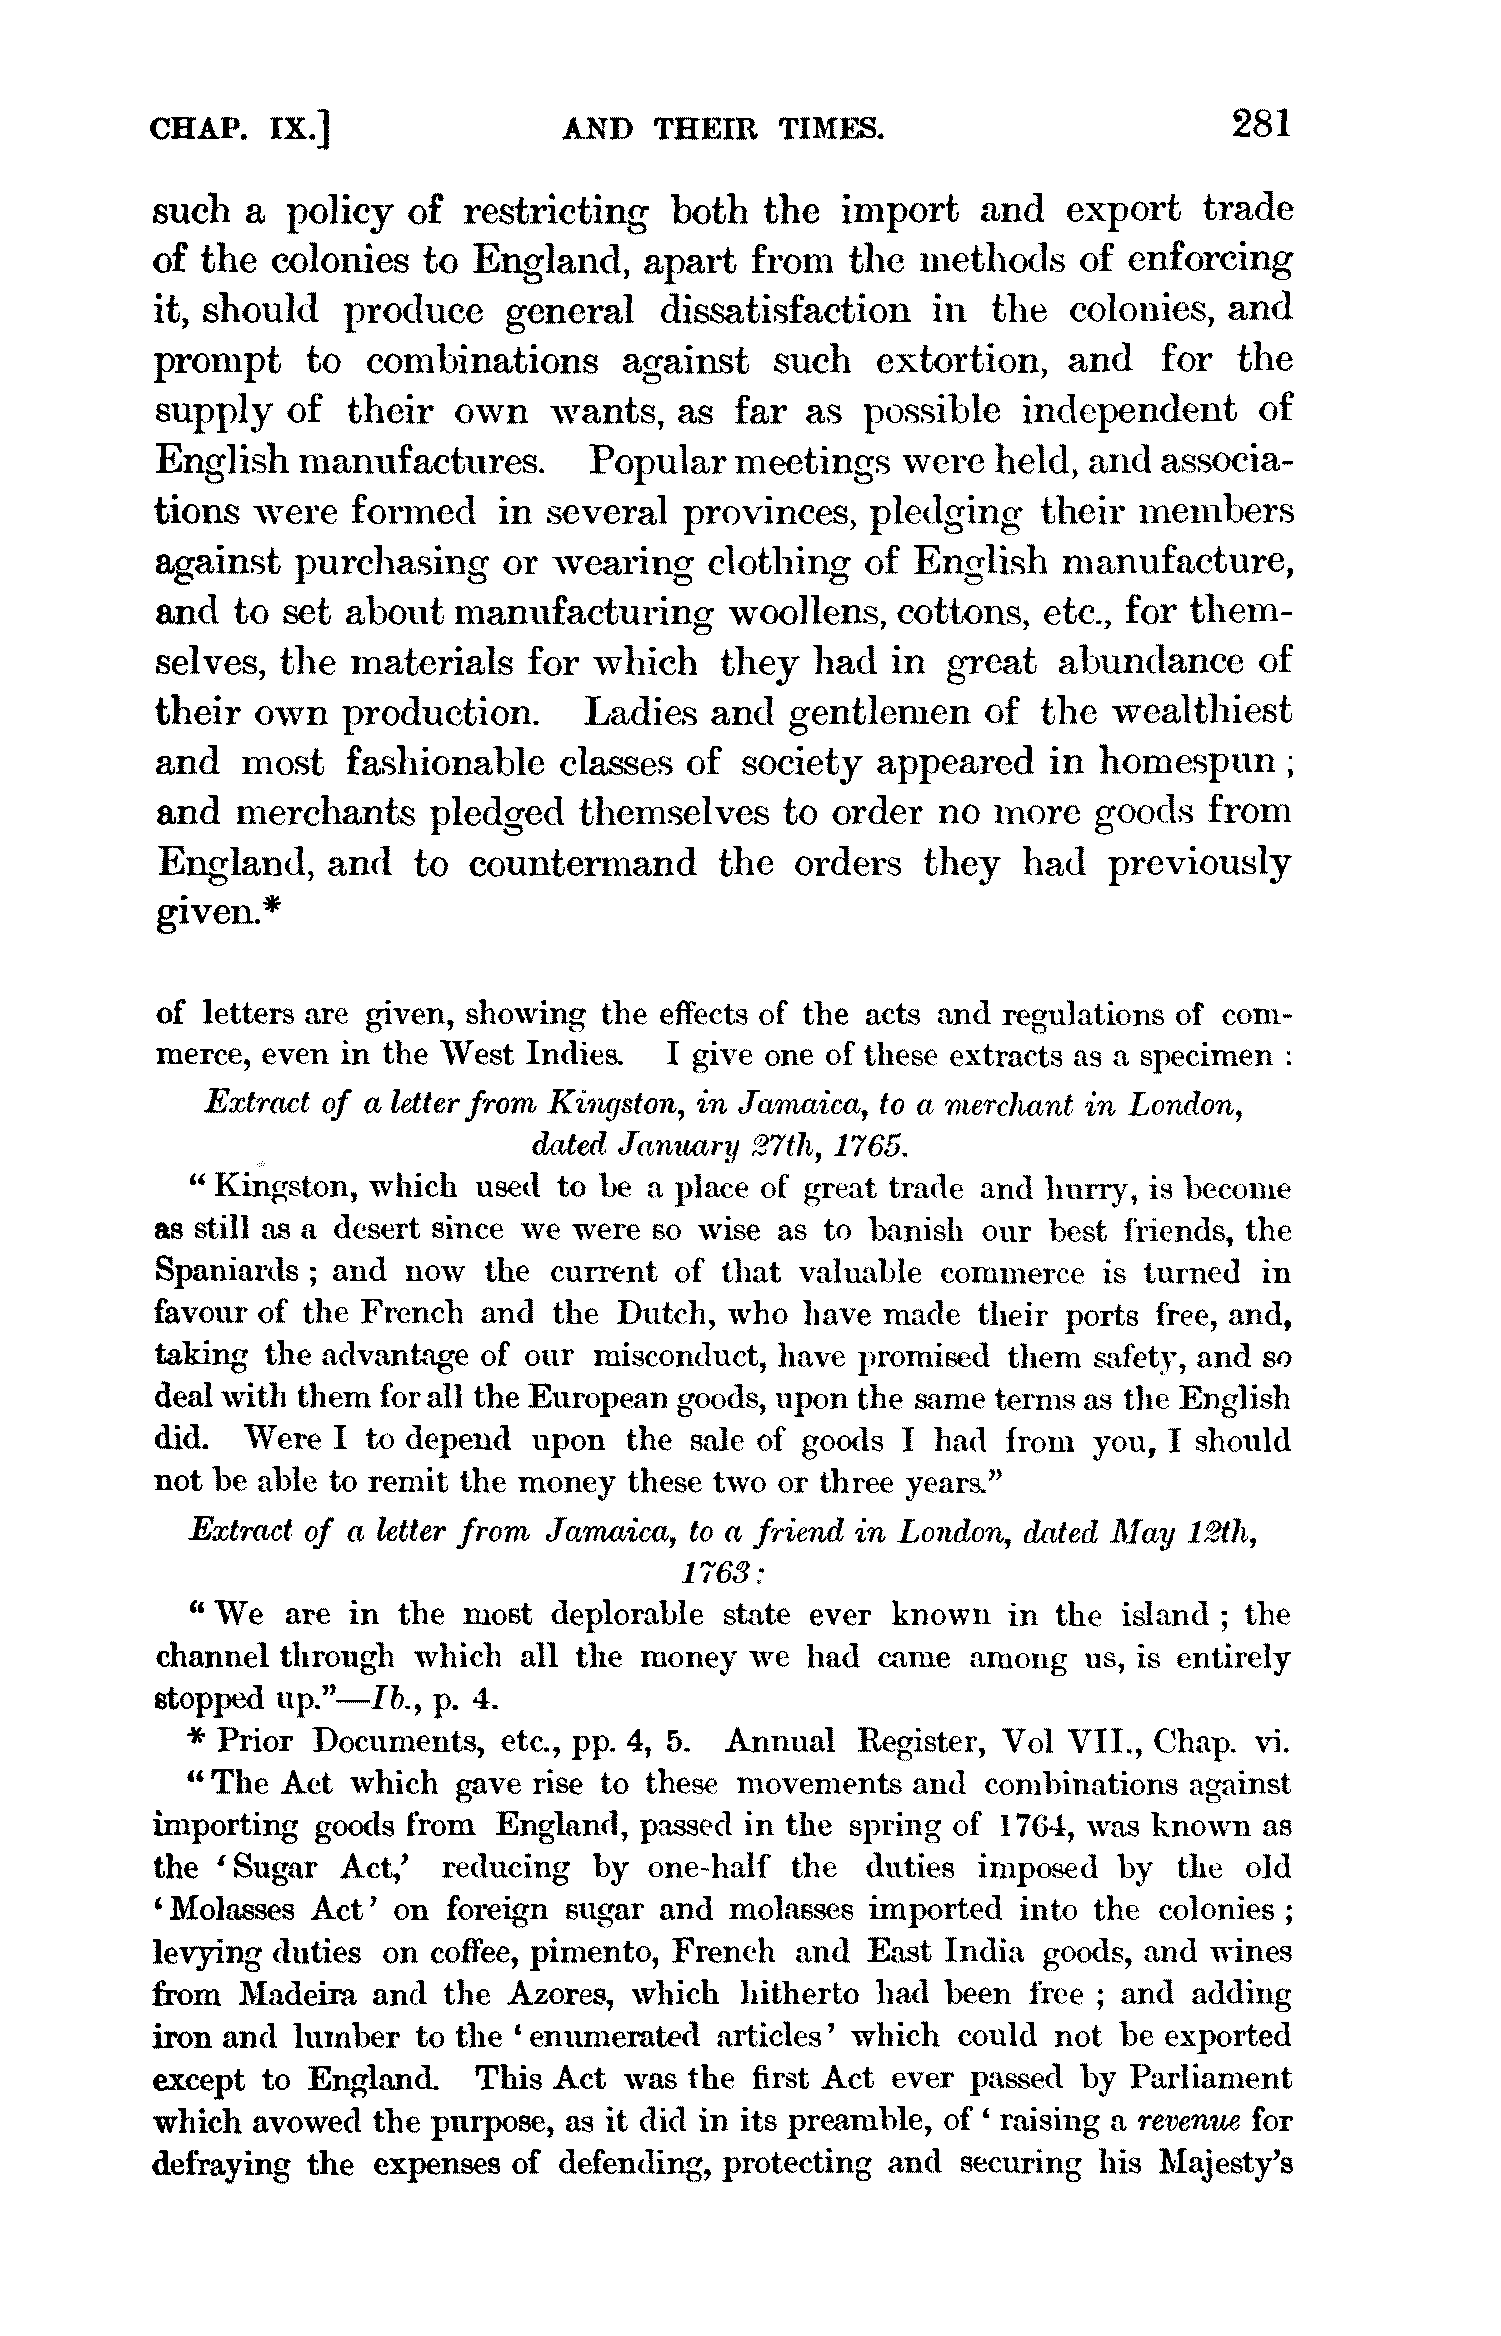 CHAP. IX.] AND THEIR TIMES. 281
such a policy of restricting both the import and export trade
of the colonies to England, apart from the methods of enforcing
it, should produce general dissatisfaction in the colonies, and
prompt to combinations against such extortion, and for the
supply of their own wants, as far as possible independent of
English manufactures. Popular meetings were held, and associa-
tions were formed in several provinces, pledging their members
against purchasing or wearing clothing of English manufacture,
and to set about manufacturing woollens, cottons, etc., for them-
selves, the materials for which they had in great abundance of
their own production. Ladies and gentlemen of the wealthiest
and most fashionable classes of society appeared in homespun ;
and merchants pledged themselves to order no more goods from
England, and to countermand the orders they had previously
given.*
of letters are given, showing the effects of the acts and regulations of com-
merce, even in the West Indies. I give one of these extracts as a specimen :
Extract of a letter from Kingston, in Jamaica, to a merchant in London,
dated January 27th, 1765.
" Kingston, which used to be a place of great trade and hurry, is become
as still as a desert since we were so wise as to banish our best friends, the
Spaniards ; and now the current of that valuable commerce is turned in
favour of the French and the Dutch, who have made their ports free, and,
taking the advantage of our misconduct, have promised them safety, and so
deal with them for all the European goods, upon the same terms as the English
did. Were I to depend upon the sale of goods I had from you, I should
not be able to remit the money these two or three years."
Extract of a letter from Jamaica, to a friend in London, dated May 12th,
1763 :
" We are in the most deplorable state ever known in the island ; the
channel through which all the money we had came among us, is entirely
stopped up."—Ib., p. 4.
* Prior Documents, etc., pp. 4, 5. Annual Register, Vol VII., Chap. vi.
"The Act which gave rise to these movements and combinations against
importing goods from England, passed in the spring of 1764, was known as
the 'Sugar Act,' reducing by one-half the duties imposed by the old
'Molasses Act' on foreign sugar and molasses imported into the colonies ;
levying duties on coffee, pimento, French and East India goods, and wines
from Madeira and the Azores, which hitherto had been free ; and adding
iron and lumber to the 'enumerated articles' which could not be exported
except to England. This Act was the first Act ever passed by Parliament
which avowed the purpose, as it did in its preamble, of 'raising a revenue for
defraying the expenses of defending, protecting and securing his Majesty's